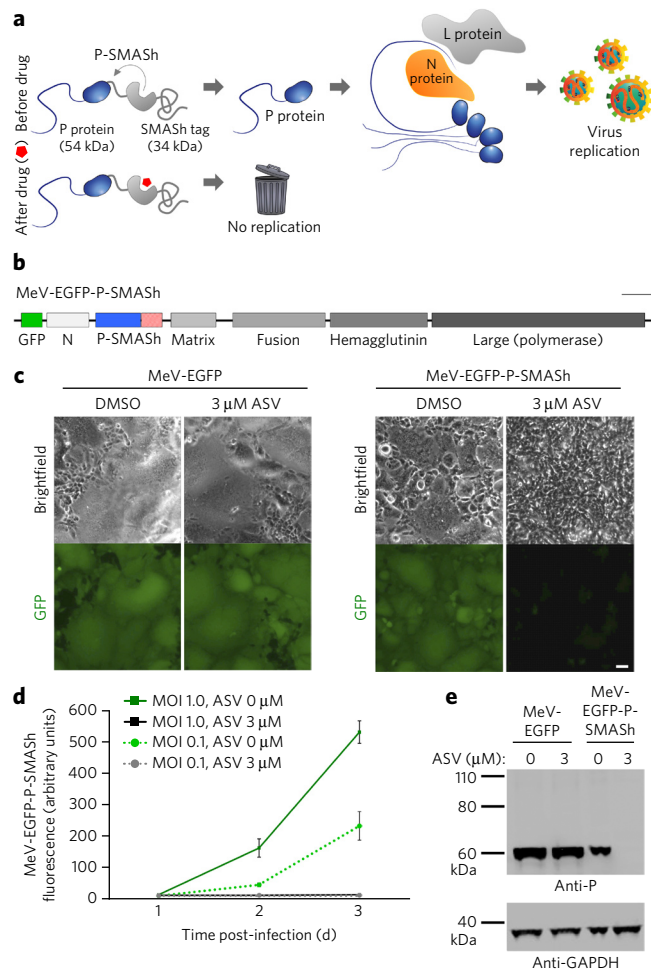 a
Before drug
P-SMASh
P protein
(54 kDa)
SMASh tag
(34 kDa)
P protein
L protein
N
protein
Virus
replication
After drug ( )
No replication
b
MeV-EGFP-P-SMASh
GFP N P-SMASh Matrix Fusion Hemagglutinin Large (polymerase)
c
MeV-EGFP MeV-EGFP-P-SMASh
DMSO 3 μM ASV DMSO 3 μM ASV
Brightfield Brightfield
GFP GFP
d
MOI 1.0, ASV 0 μM
MOI 1.0, ASV 3 μM
MOI 0.1, ASV 0 μM
MOI 0.1, ASV 3 μM
MeV-EGFP-P-SMASh
fluorescence (arbitrary units)
600
500
400
300
200
100
0
1 2 3
Time post-infection (d)
e
MeV-
EGFP
MeV-
EGFP-P-
SMASh
ASV (μM): 0 3 0 3
110
80
60
kDa
Anti-P
40
kDa
Anti-GAPDH